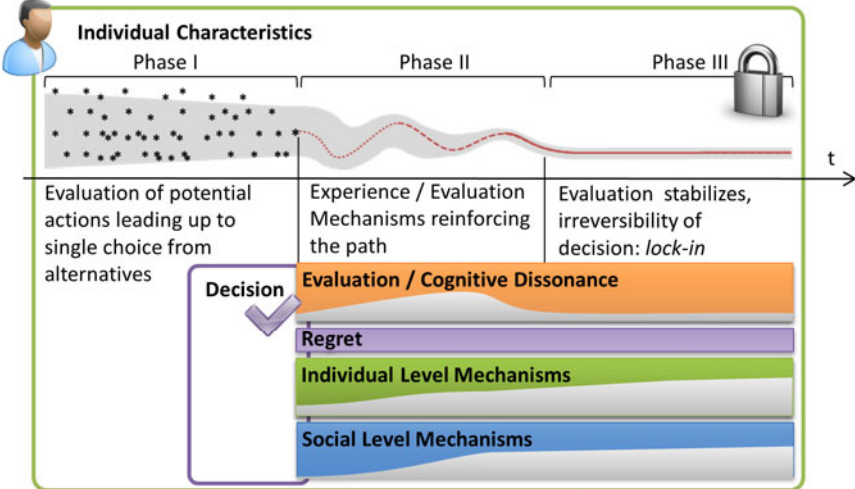 Individual Characteristics
Phase I
Phase II
Phase III
t
Evaluation of potential
actions leading up to
single choice from
alternatives
Experience / Evaluation
Mechanisms reinforcing
the path
Evaluation stabilizes,
irreversibility of
decision: lock-in
Decision
Evaluation / Cognitive Dissonance
Regret
Individual Level Mechanisms
Social Level Mechanisms